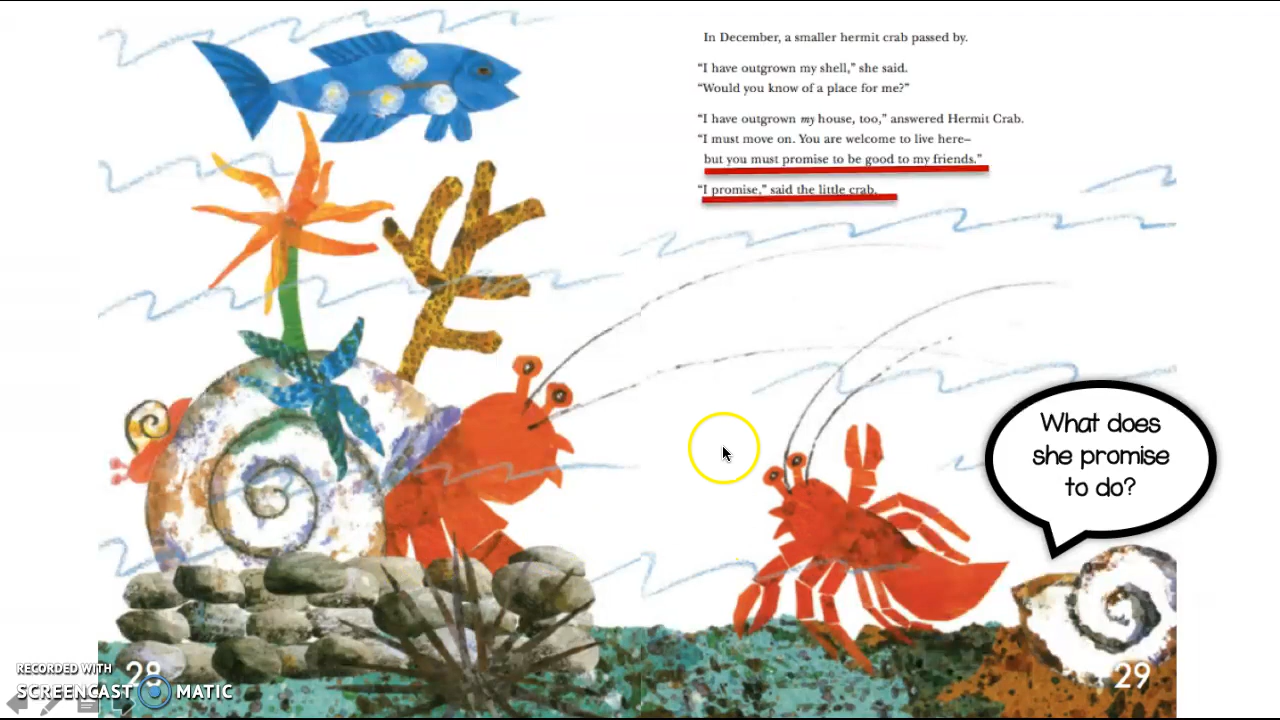 In December, a smaller hermit crab passed by.
“I have outgrown my shell,” she said.
“Would you know of a place for me?”
“I have outgrown my house, too,” answered Hermit Crab.
“I must move on. You are welcome to live here–
but you must promise to be good to my friends.”
“I promise,” said the little crab.
What does
she promise
to do?
28
29
RECORDED WITH
SCREENCAST MATIC